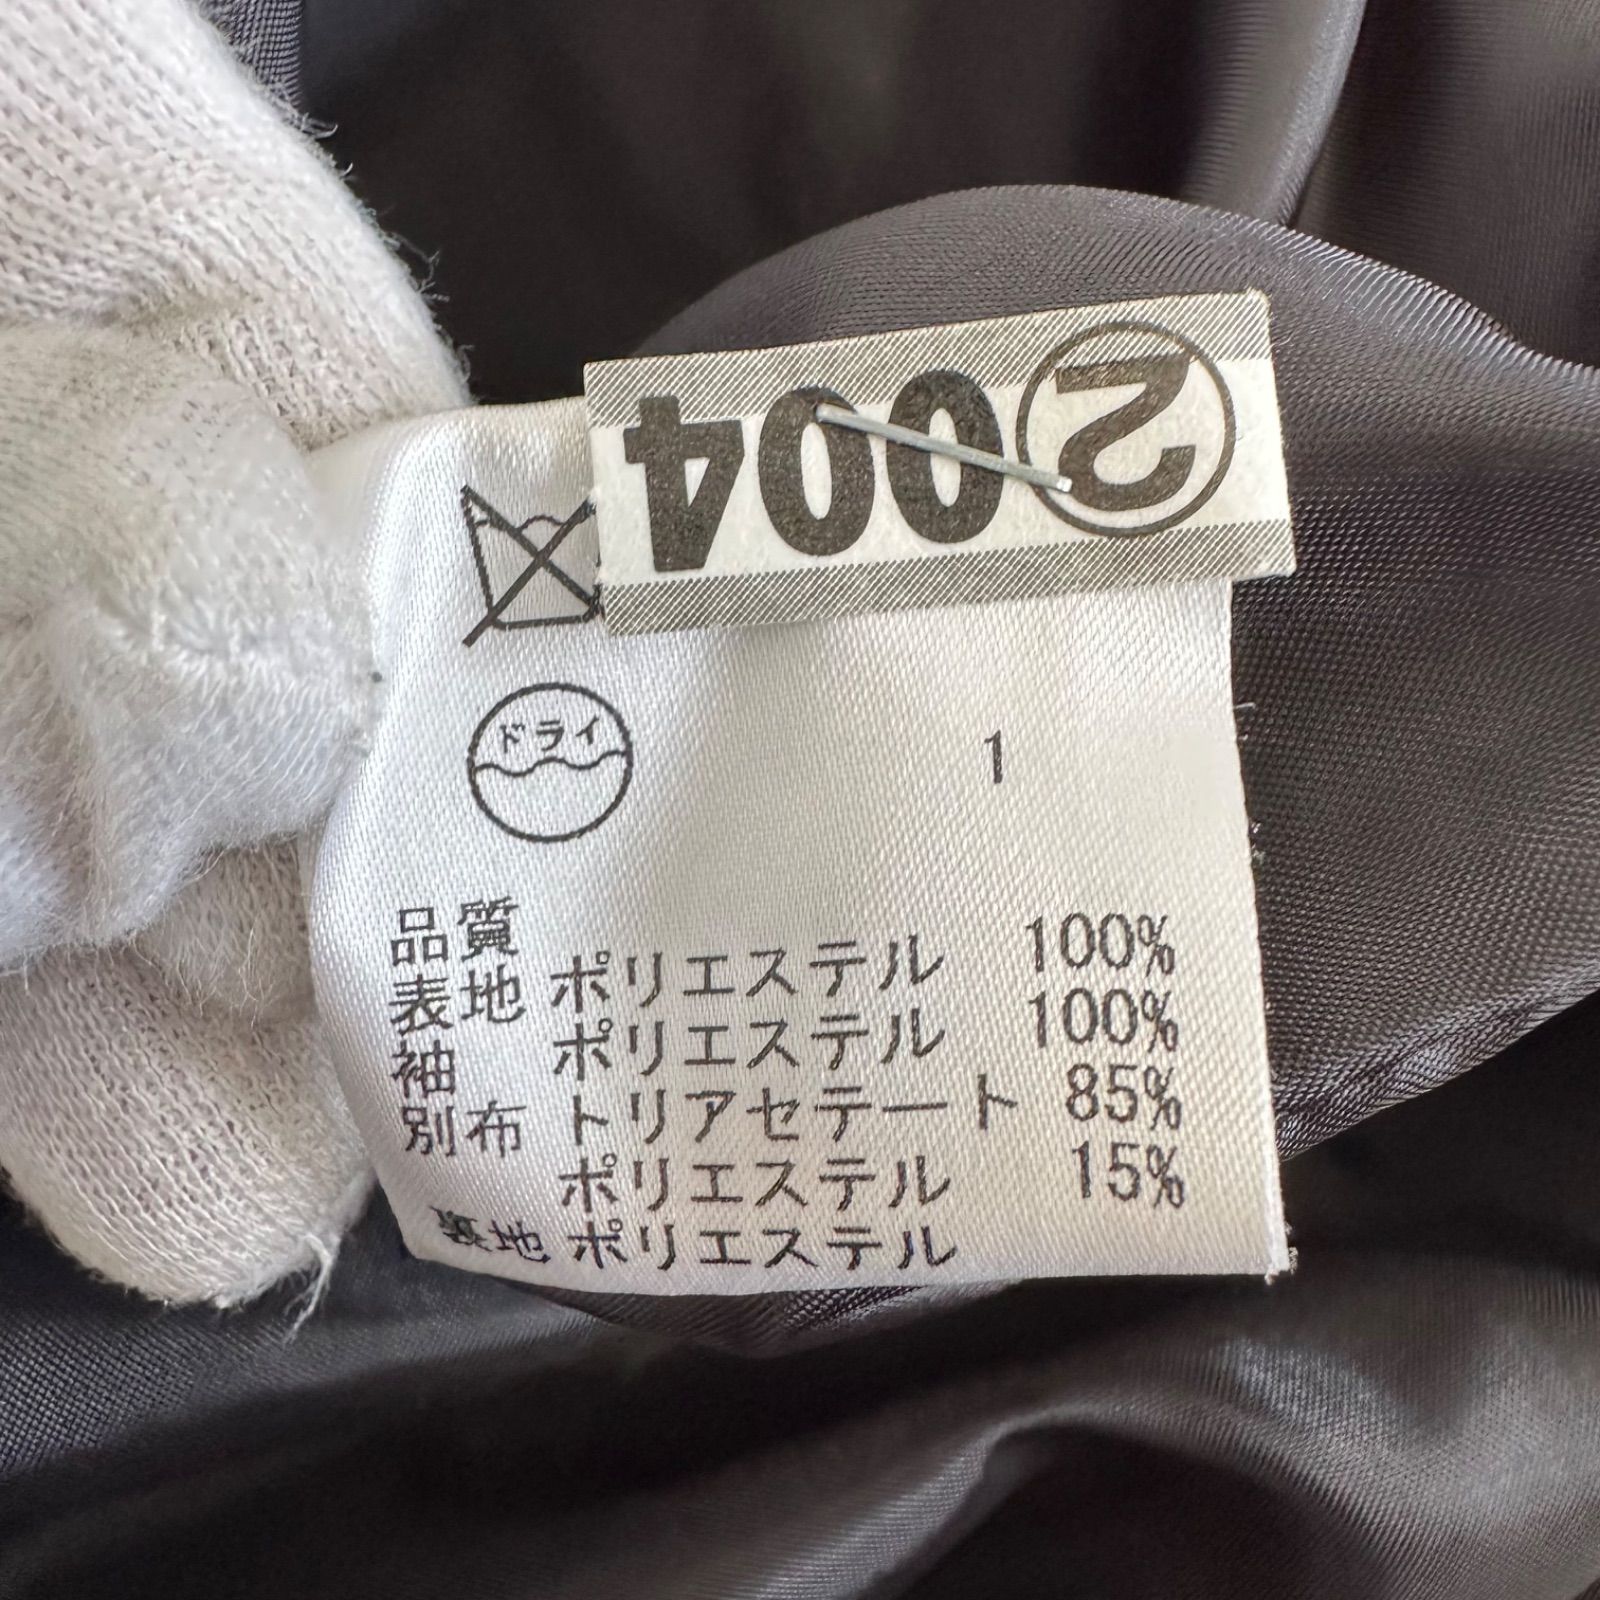 ②004
ドライ
1
品質
表地 ポリエステル 100%
袖 ポリエステル 100%
別布 トリアセテート 85%
ポリエステル 15%
裏地 ポリエステル